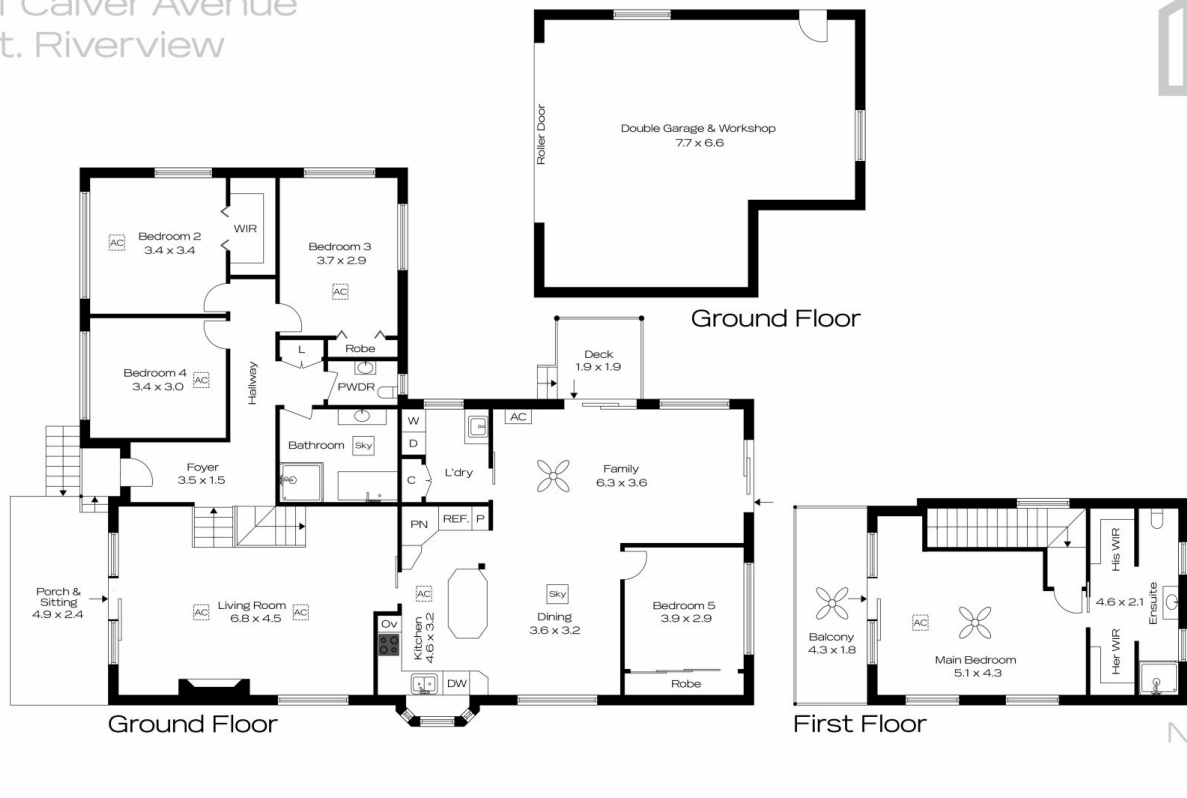 Calver Avenue
t. Riverview
Roller Door
Double Garage & Workshop
7.7 x 6.6
Ground Floor
Bedroom 2
3.4 x 3.4
AC
WIR
Bedroom 3
3.7 x 2.9
AC
Robe
L
PWDR
Bedroom 4
3.4 x 3.0
AC
Hallway
Bathroom
Sky
Foyer
3.5 x 1.5
W
D
C
L'dry
AC
Deck
1.9 x 1.9
Family
6.3 x 3.6
PN
REF.
P
AC
Kitchen
4.6 x 3.2
Ov
DW
Sky
Dining
3.6 x 3.2
Bedroom 5
3.9 x 2.9
Robe
Porch &
Sitting
4.9 x 2.4
AC
Living Room
6.8 x 4.5
AC
Ground Floor
Balcony
4.3 x 1.8
AC
Main Bedroom
5.1 x 4.3
His WIR
4.6 x 2.1
Her WIR
Ensuite
First Floor
N